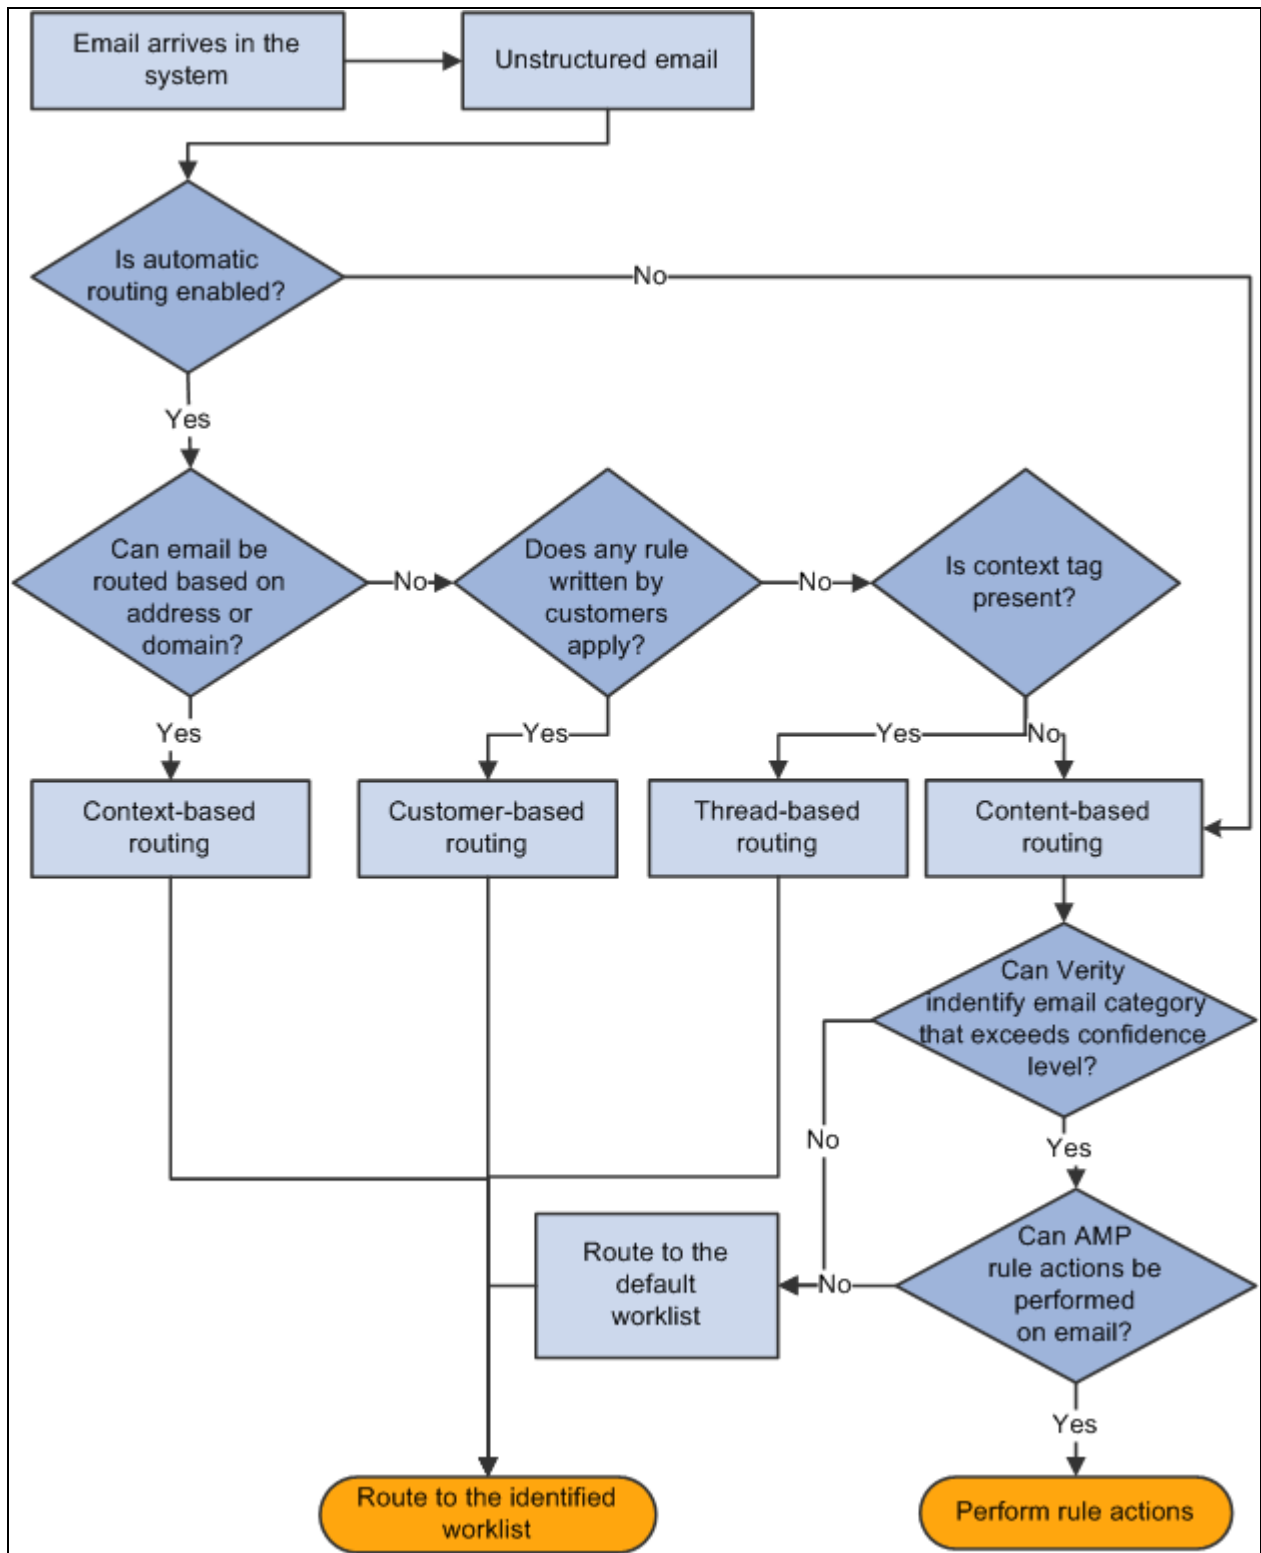 Email arrives in the
system
Unstructured email
Is automatic
routing enabled?
No
Yes
Can email be
routed based on
address or
domain?
No
Does any rule
written by
customers
apply?
No
Is context tag
present?
Yes
Yes
Yes
No
Context-based
routing
Customer-based
routing
Thread-based
routing
Content-based
routing
Can Verity
indentify email category
that exceeds confidence
level?
No
Yes
Route to the
default
worklist
No
Can AMP
rule actions be
performed
on email?
Yes
Route to the identified
worklist
Perform rule actions